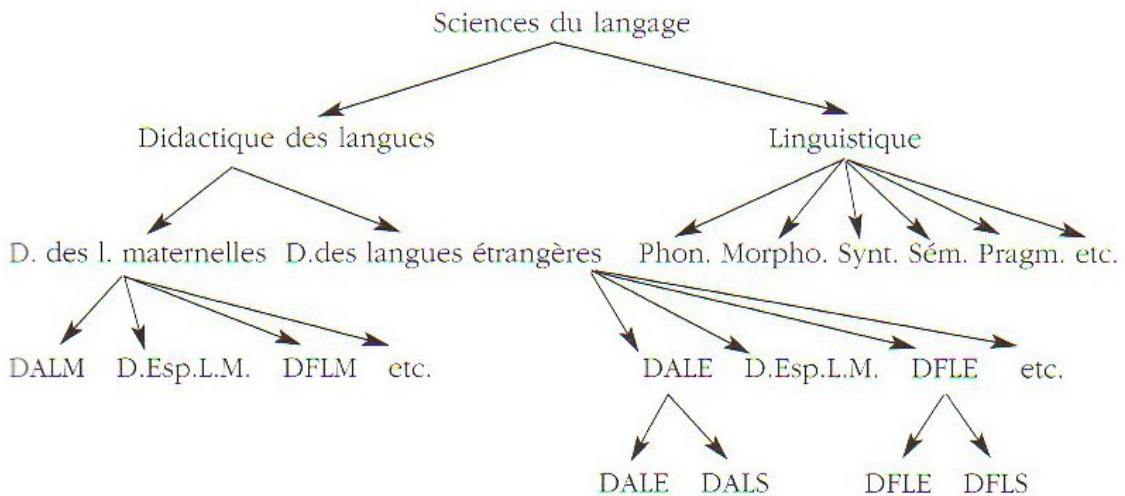 Sciences du langage
Didactique des langues Linguistique
D. des l. maternelles D.des langues étrangères Phon. Morpho. Synt. Sém. Pragm. etc.
DALM D.Esp.L.M. DFLM etc. DALE D.Esp.L.M. DFLE etc.
DALE DALS DFLE DFLS